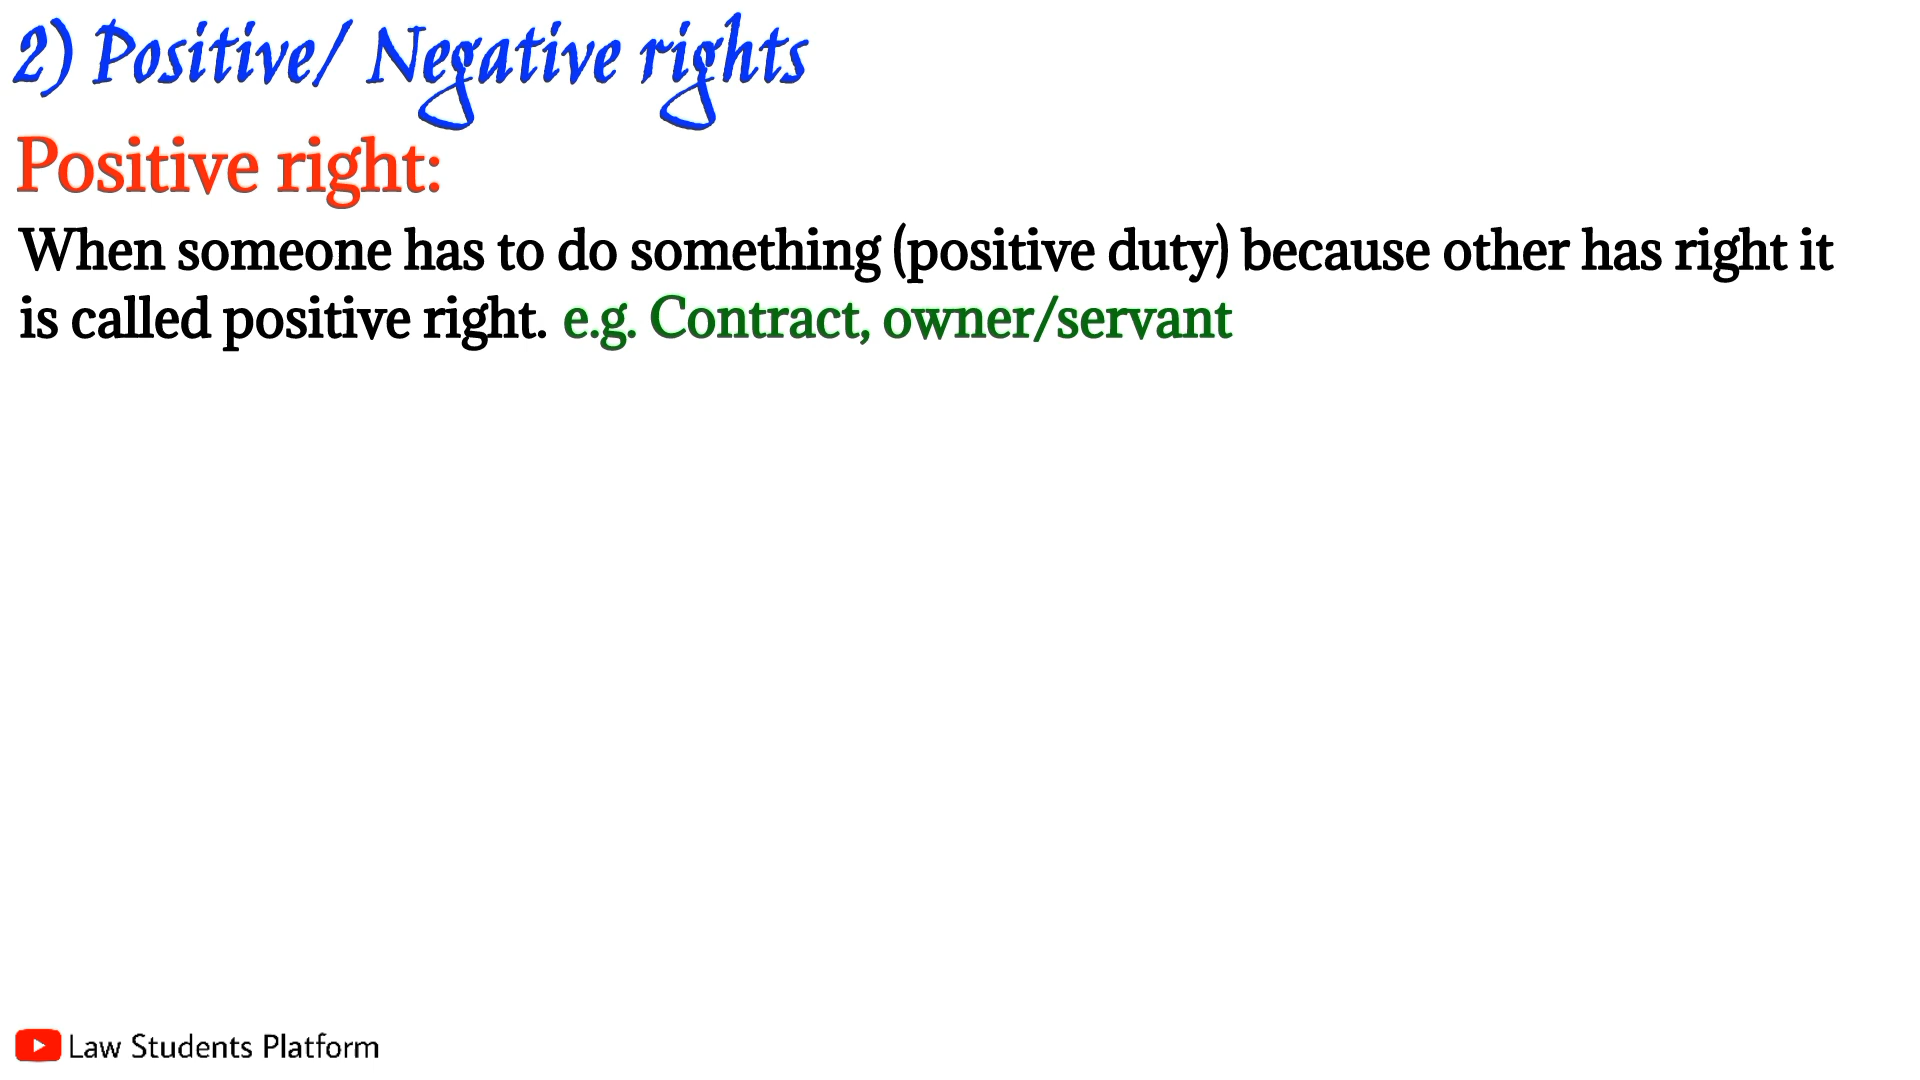 2) Positive/ Negative rights
Positive right:
When someone has to do something (positive duty) because other has right it
is called positive right. e.g. Contract, owner/servant
Law Students Platform